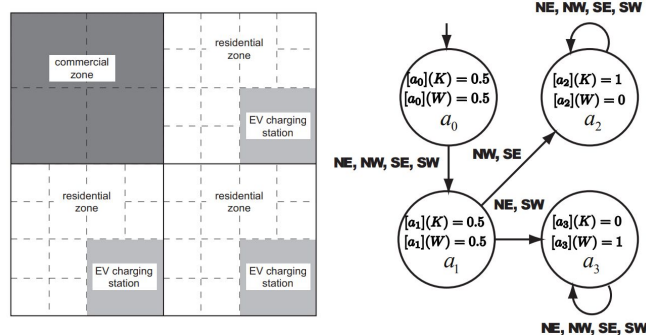 commercial
zone
residential
zone
EV charging
station
residential
zone
EV charging
station
residential
zone
EV charging
station
[a₀](K) = 0.5
[a₀](W) = 0.5
a₀
NE, NW, SE, SW
NE, NW, SE, SW
[a₂](K) = 1
[a₂](W) = 0
a₂
NW, SE
NE, SW
[a₁](K) = 0.5
[a₁](W) = 0.5
a₁
[a₃](K) = 0
[a₃](W) = 1
a₃
NE, NW, SE, SW